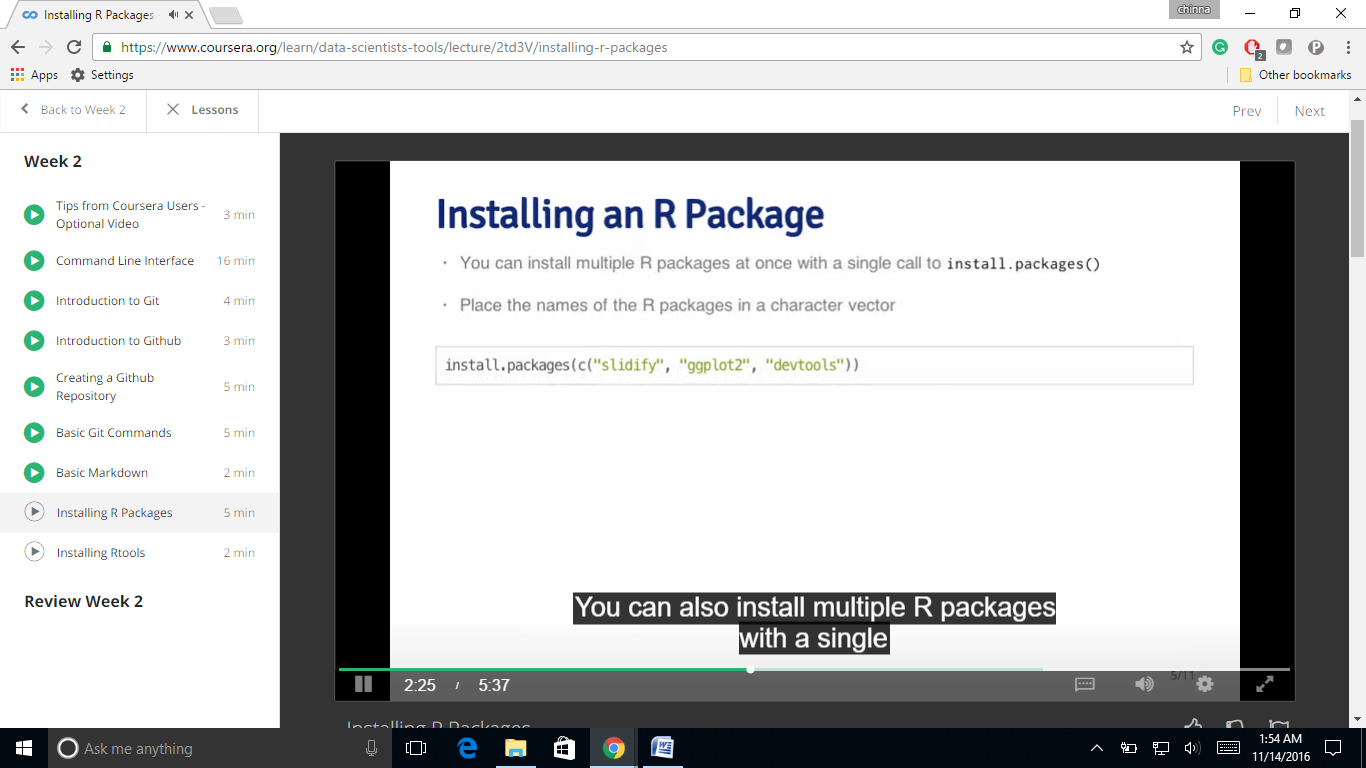 Installing R Packages
chinna
https://www.coursera.org/learn/data-scientists-tools/lecture/2td3V/installing-r-packages
2
Apps
Settings
Other bookmarks
Back to Week 2
Lessons
Prev
Next
Week 2
Tips from Coursera Users -
Optional Video
3 min
Command Line Interface
16 min
Introduction to Git
4 min
Introduction to Github
3 min
Creating a Github
Repository
5 min
Basic Git Commands
5 min
Basic Markdown
2 min
Installing R Packages
5 min
Installing Rtools
2 min
Review Week 2
Installing an R Package
· You can install multiple R packages at once with a single call to install.packages()
· Place the names of the R packages in a character vector
install.packages(c("slidify", "ggplot2", "devtools"))
You can also install multiple R packages
with a single
5/11
2:25 / 5:37
Installing R Packages
Ask me anything
1:54 AM
11/14/2016